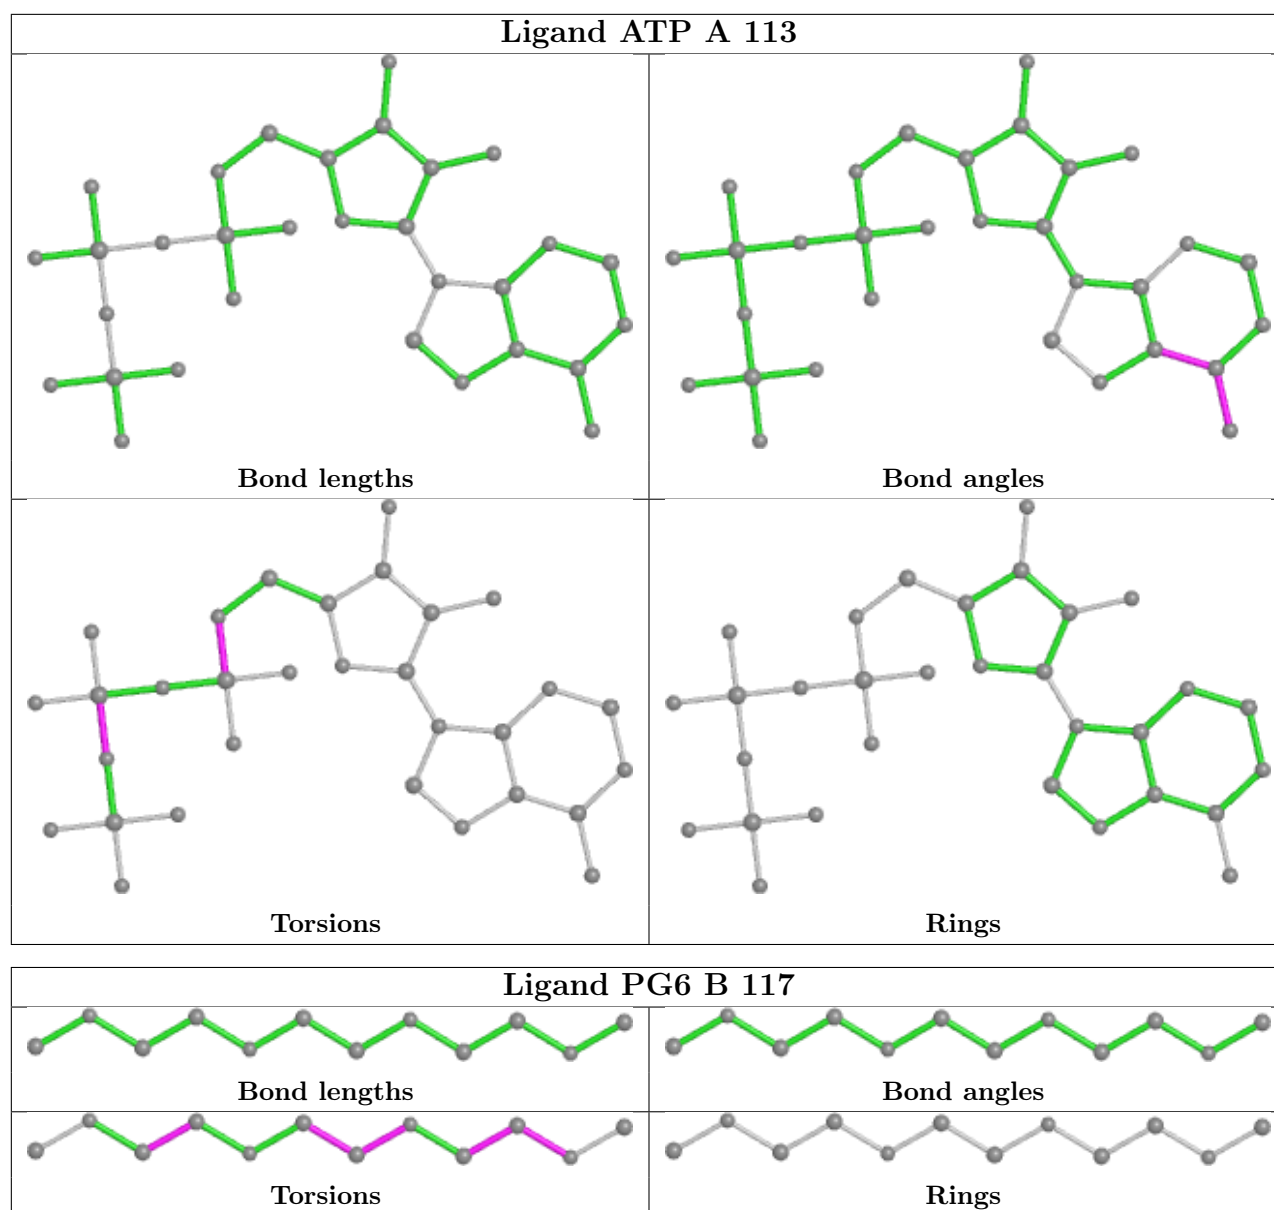 Ligand ATP A 113
Bond lengths
Bond angles
Torsions
Rings
Ligand PG6 B 117
Bond lengths
Bond angles
Torsions
Rings